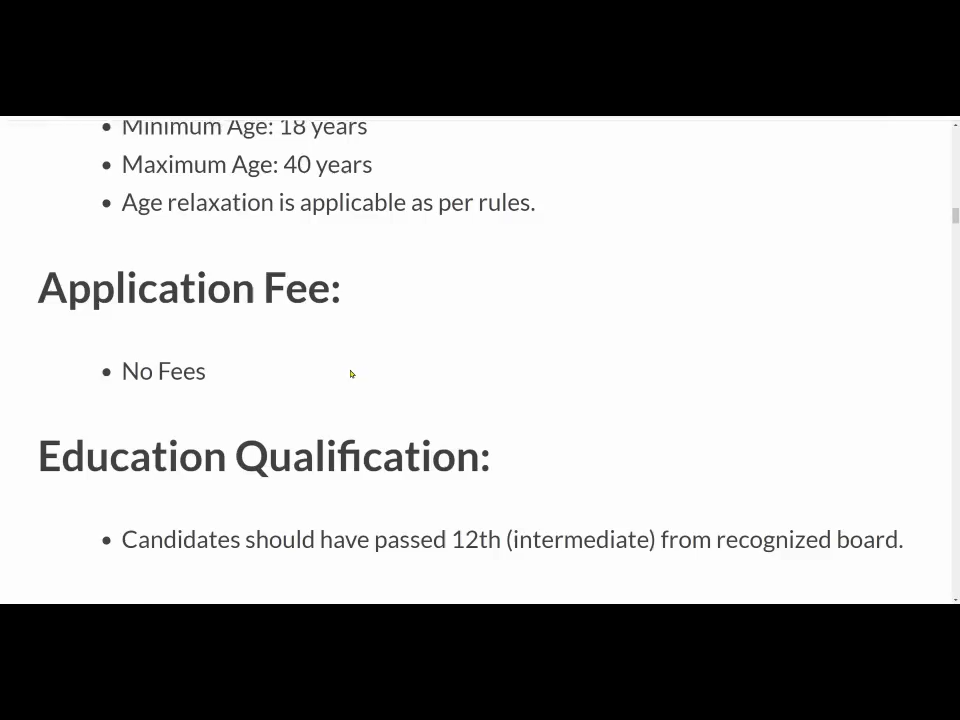 • Minimum Age: 18 years
• Maximum Age: 40 years
• Age relaxation is applicable as per rules.
Application Fee:
• No Fees
Education Qualification:
• Candidates should have passed 12th (intermediate) from recognized board.